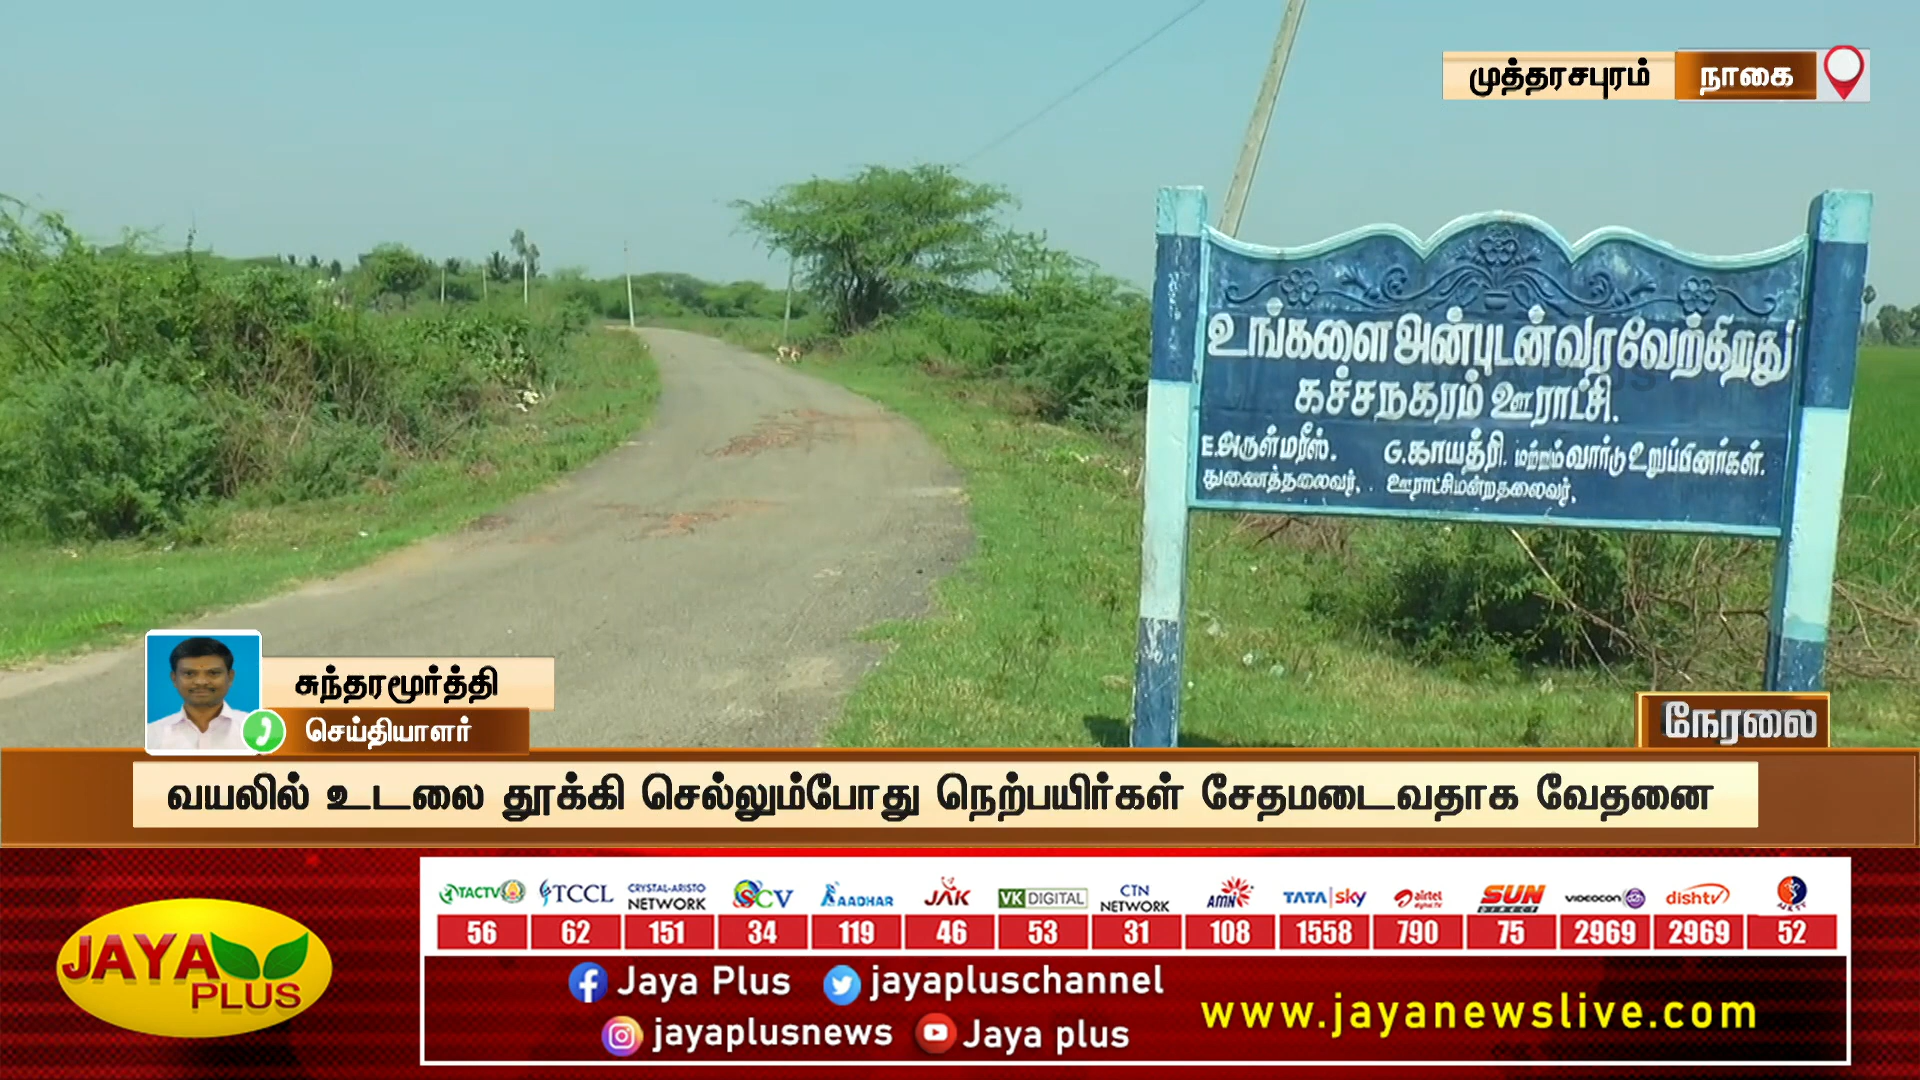 முத்தரசபுரம் நாகை
உங்களை அன்புடன் வரவேற்கிறது
கச்சநகரம் ஊராட்சி.
E.அருள்மரீஸ். G.காயத்ரி. மற்றும் வார்டு உறுப்பினர்கள்.
துணைத்தலைவர், ஊராட்சிமன்றதலைவர்,
சுந்தரமூர்த்தி
செய்தியாளர்
நேரலை
வயலில் உடலை தூக்கி செல்லும்போது நெற்பயிர்கள் சேதமடைவதாக வேதனை
TACTV TCCL CRYSTAL-ARISTO NETWORK SCV AADHAR JAK VK DIGITAL CTN NETWORK AMN TATA sky airtel digital TV SUN DIRECT VIDEOCON dishtv
56 62 151 34 119 46 53 31 108 1558 790 75 2969 2969 52
JAYA PLUS
Jaya Plus jayapluschannel
jayaplusnews Jaya plus
www.jayanewslive.com